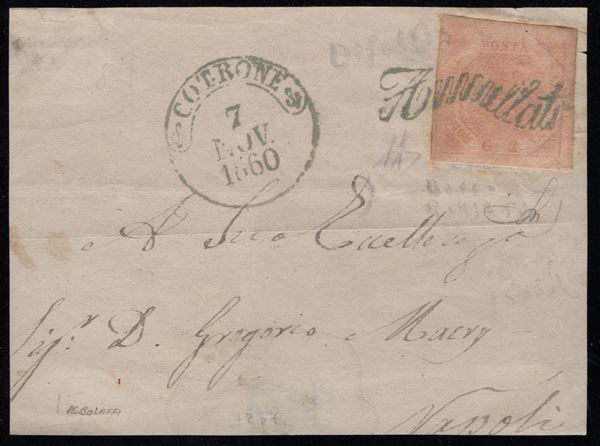 COTRONE
7
NOV.
1860
POSTA
Annullato
G. 2
A Sua Eccellenza
Sig.r D. Gregorio Macry
Napoli